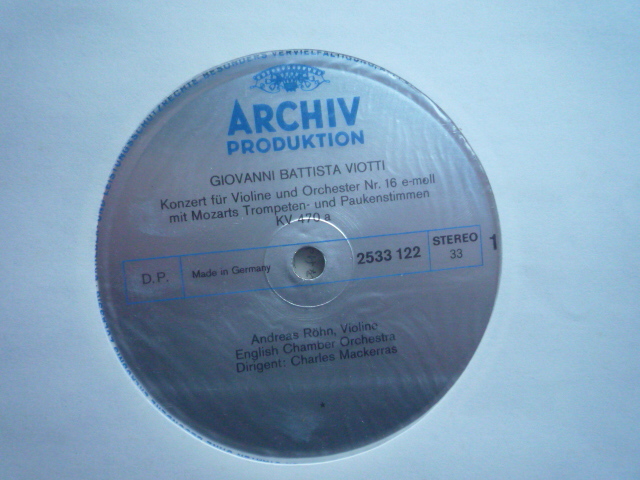 ARCHIV
PRODUKTION
GIOVANNI BATTISTA VIOTTI
Konzert für Violine und Orchester Nr. 16 e-moll
mit Mozarts Trompeten- und Paukenstimmen
KV 470 a
D.P.
Made in Germany
2533 122
STEREO
33
1
Andreas Röhn, Violine
English Chamber Orchestra
Dirigent: Charles Mackerras